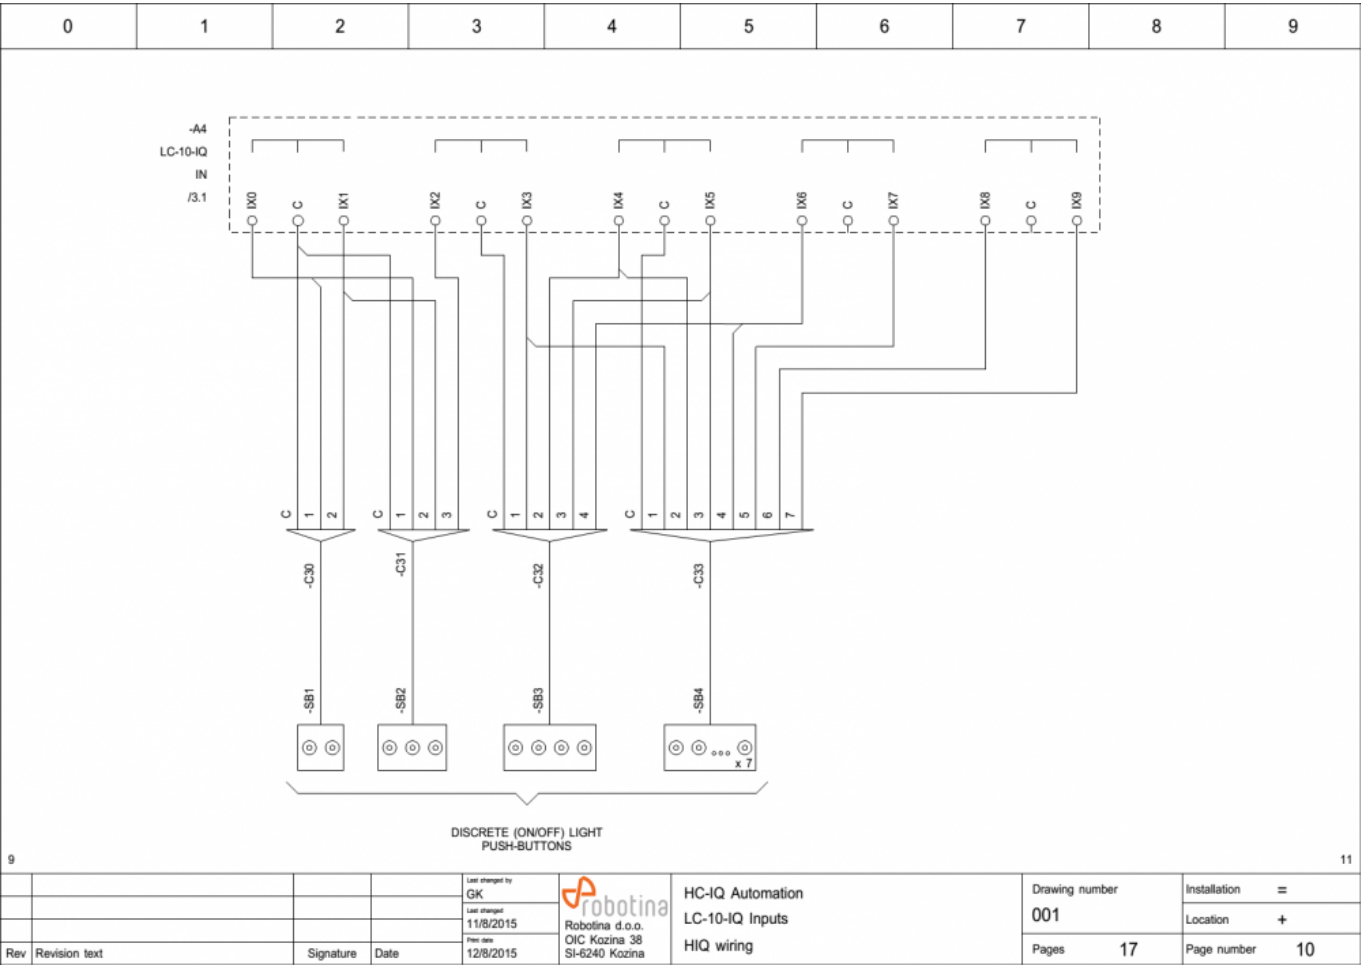 0 1 2 3 4 5 6 7 8 9
-A4
LC-10-IQ
IN
/3.1
IX0 C IX1 IX2 C IX3 IX4 C IX5 IX6 C IX7 IX8 C IX9
C 1 2 C 1 2 3 C 1 2 3 4 C 1 2 3 4 5 6 7
-C30 -C31 -C32 -C33
-SB1 -SB2 -SB3 -SB4
x 7
DISCRETE (ON/OFF) LIGHT
PUSH-BUTTONS
9
11
Rev Revision text Signature Date
Last changed by
GK
Last changed
11/8/2015
Print date
12/8/2015
robotina
Robotina d.o.o.
OIC Kozina 38
SI-6240 Kozina
HC-IQ Automation
LC-10-IQ Inputs
HIQ wiring
Drawing number
001
Pages 17
Installation =
Location +
Page number 10